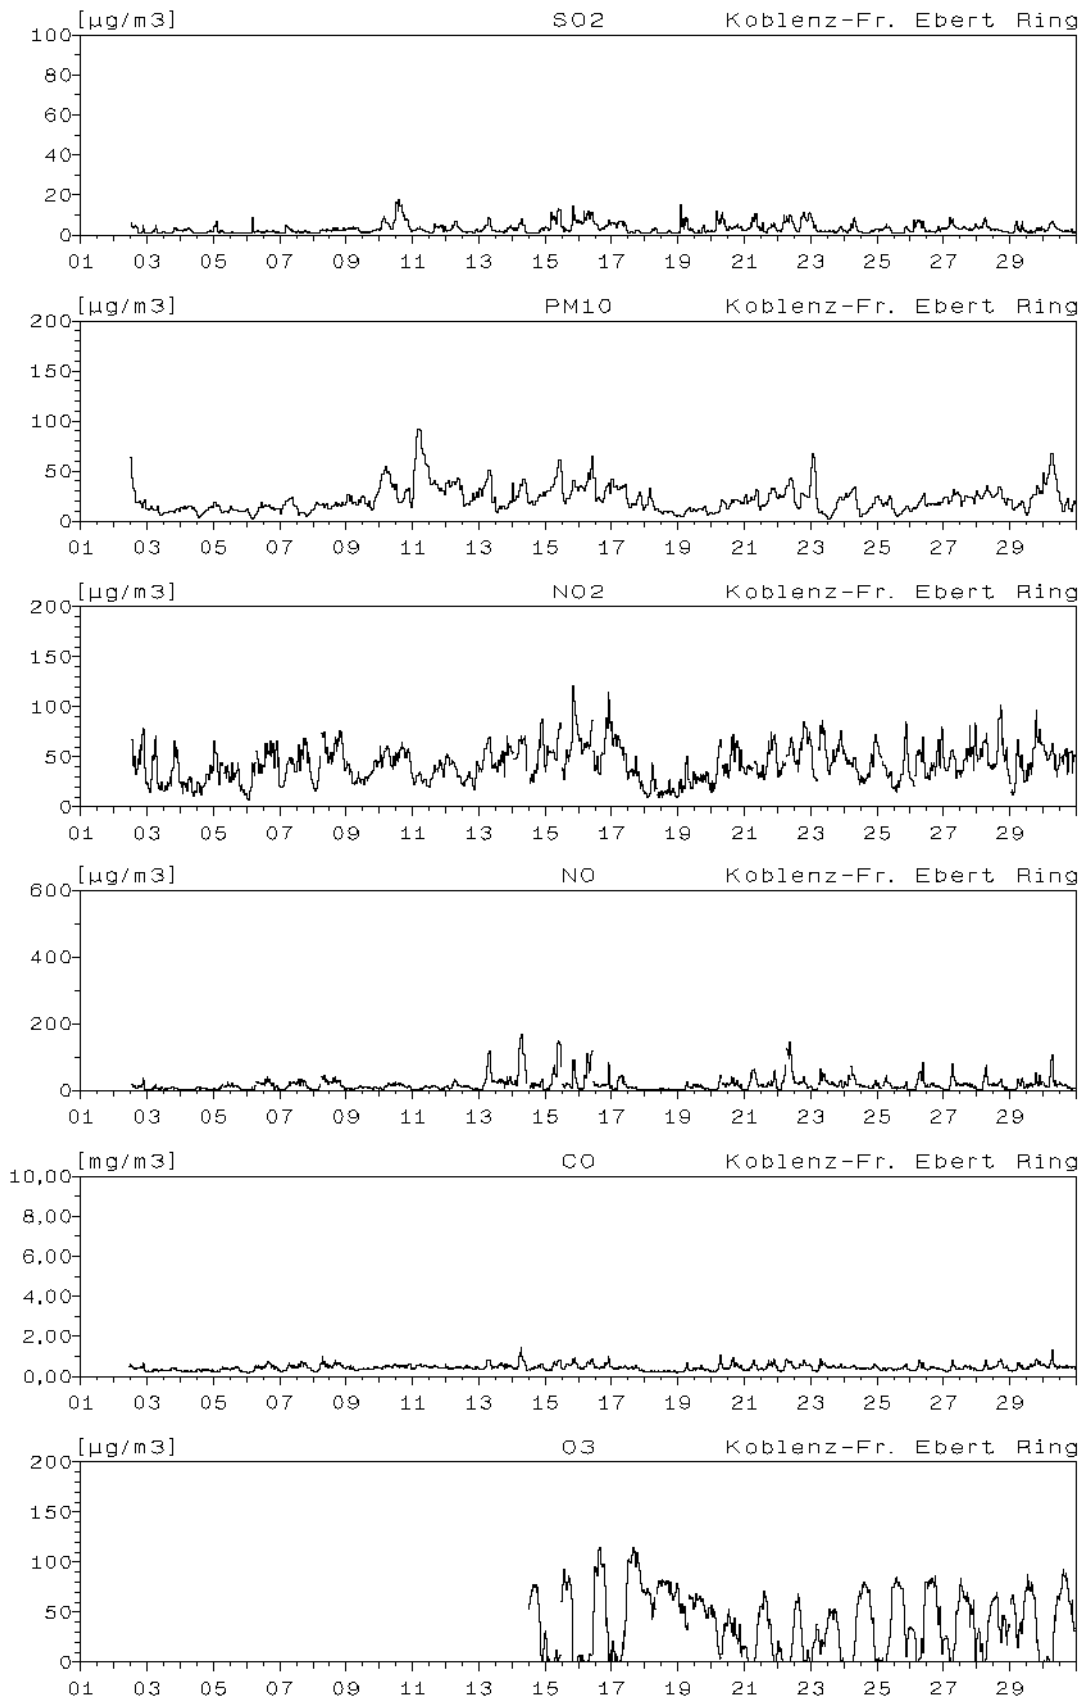 [µg/m3] SO2 Koblenz-Fr. Ebert Ring
100
80
60
40
20
0
01 03 05 07 09 11 13 15 17 19 21 23 25 27 29
[µg/m3] PM10 Koblenz-Fr. Ebert Ring
200
150
100
50
0
01 03 05 07 09 11 13 15 17 19 21 23 25 27 29
[µg/m3] NO2 Koblenz-Fr. Ebert Ring
200
150
100
50
0
01 03 05 07 09 11 13 15 17 19 21 23 25 27 29
[µg/m3] NO Koblenz-Fr. Ebert Ring
600
400
200
0
01 03 05 07 09 11 13 15 17 19 21 23 25 27 29
[mg/m3] CO Koblenz-Fr. Ebert Ring
10,00
8,00
6,00
4,00
2,00
0,00
01 03 05 07 09 11 13 15 17 19 21 23 25 27 29
[µg/m3] O3 Koblenz-Fr. Ebert Ring
200
150
100
50
0
01 03 05 07 09 11 13 15 17 19 21 23 25 27 29